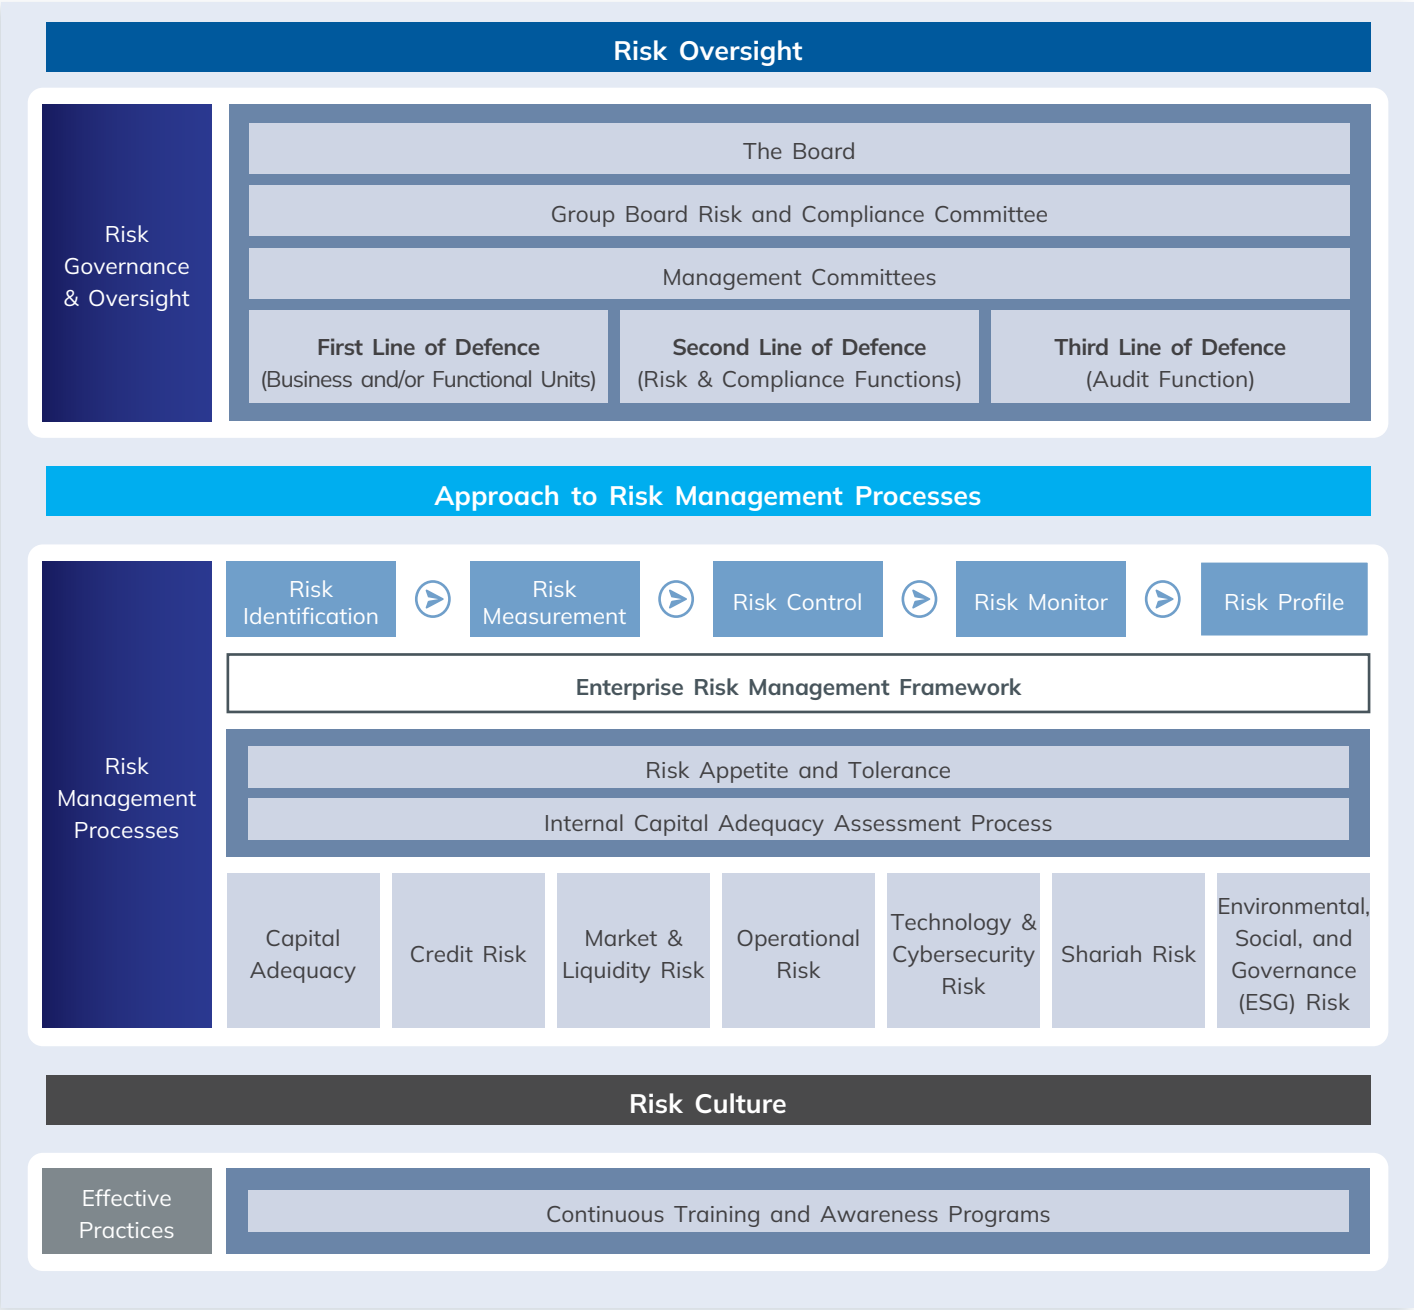 Risk Oversight
Risk
Governance
& Oversight
The Board
Group Board Risk and Compliance Committee
Management Committees
First Line of Defence
(Business and/or Functional Units)
Second Line of Defence
(Risk & Compliance Functions)
Third Line of Defence
(Audit Function)
Approach to Risk Management Processes
Risk
Management
Processes
Risk
Identification
Risk
Measurement
Risk Control
Risk Monitor
Risk Profile
Enterprise Risk Management Framework
Risk Appetite and Tolerance
Internal Capital Adequacy Assessment Process
Capital
Adequacy
Credit Risk
Market &
Liquidity Risk
Operational
Risk
Technology &
Cybersecurity
Risk
Shariah Risk
Environmental,
Social, and
Governance
(ESG) Risk
Risk Culture
Effective
Practices
Continuous Training and Awareness Programs